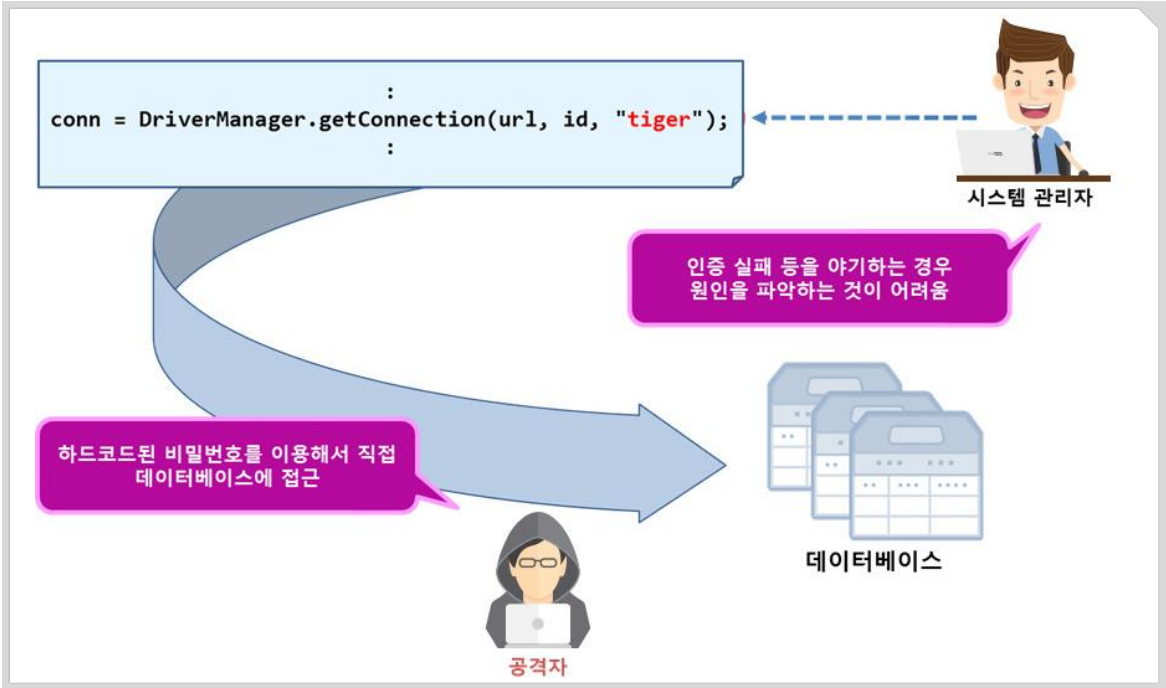 :
conn = DriverManager.getConnection(url, id, "tiger");
:
시스템 관리자
인증 실패 등을 야기하는 경우
원인을 파악하는 것이 어려움
하드코드된 비밀번호를 이용해서 직접
데이터베이스에 접근
데이터베이스
공격자